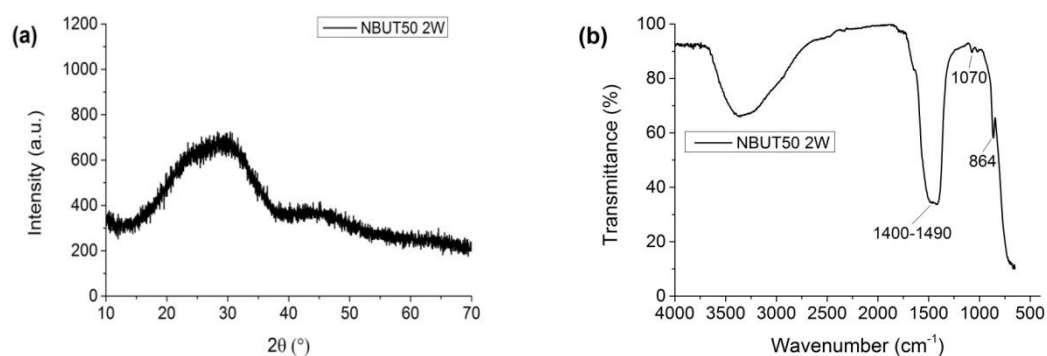 (a)
NBUT50 2W
Intensity (a.u.)
1200
1000
800
600
400
200
0
10 20 30 40 50 60 70
2θ (°)
(b)
NBUT50 2W
Transmittance (%)
100
80
60
40
20
0
1070
864
1400-1490
4000 3500 3000 2500 2000 1500 1000 500
Wavenumber (cm⁻¹)